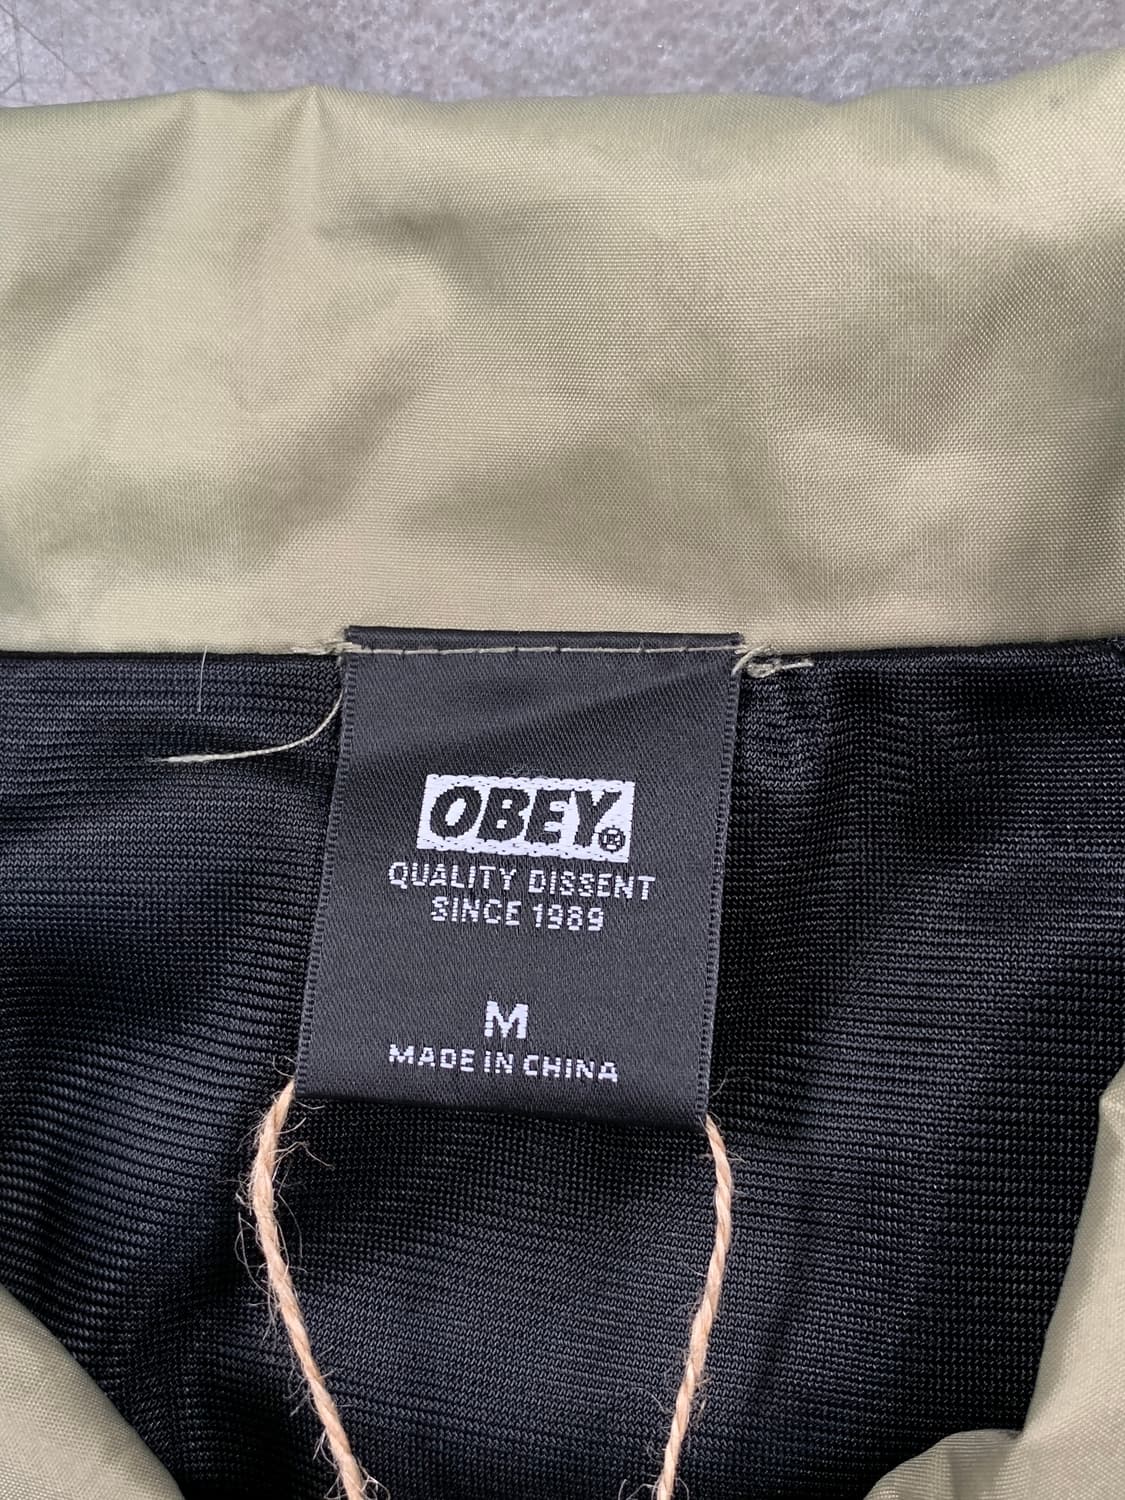 OBEY®
QUALITY DISSENT
SINCE 1989
M
MADE IN CHINA